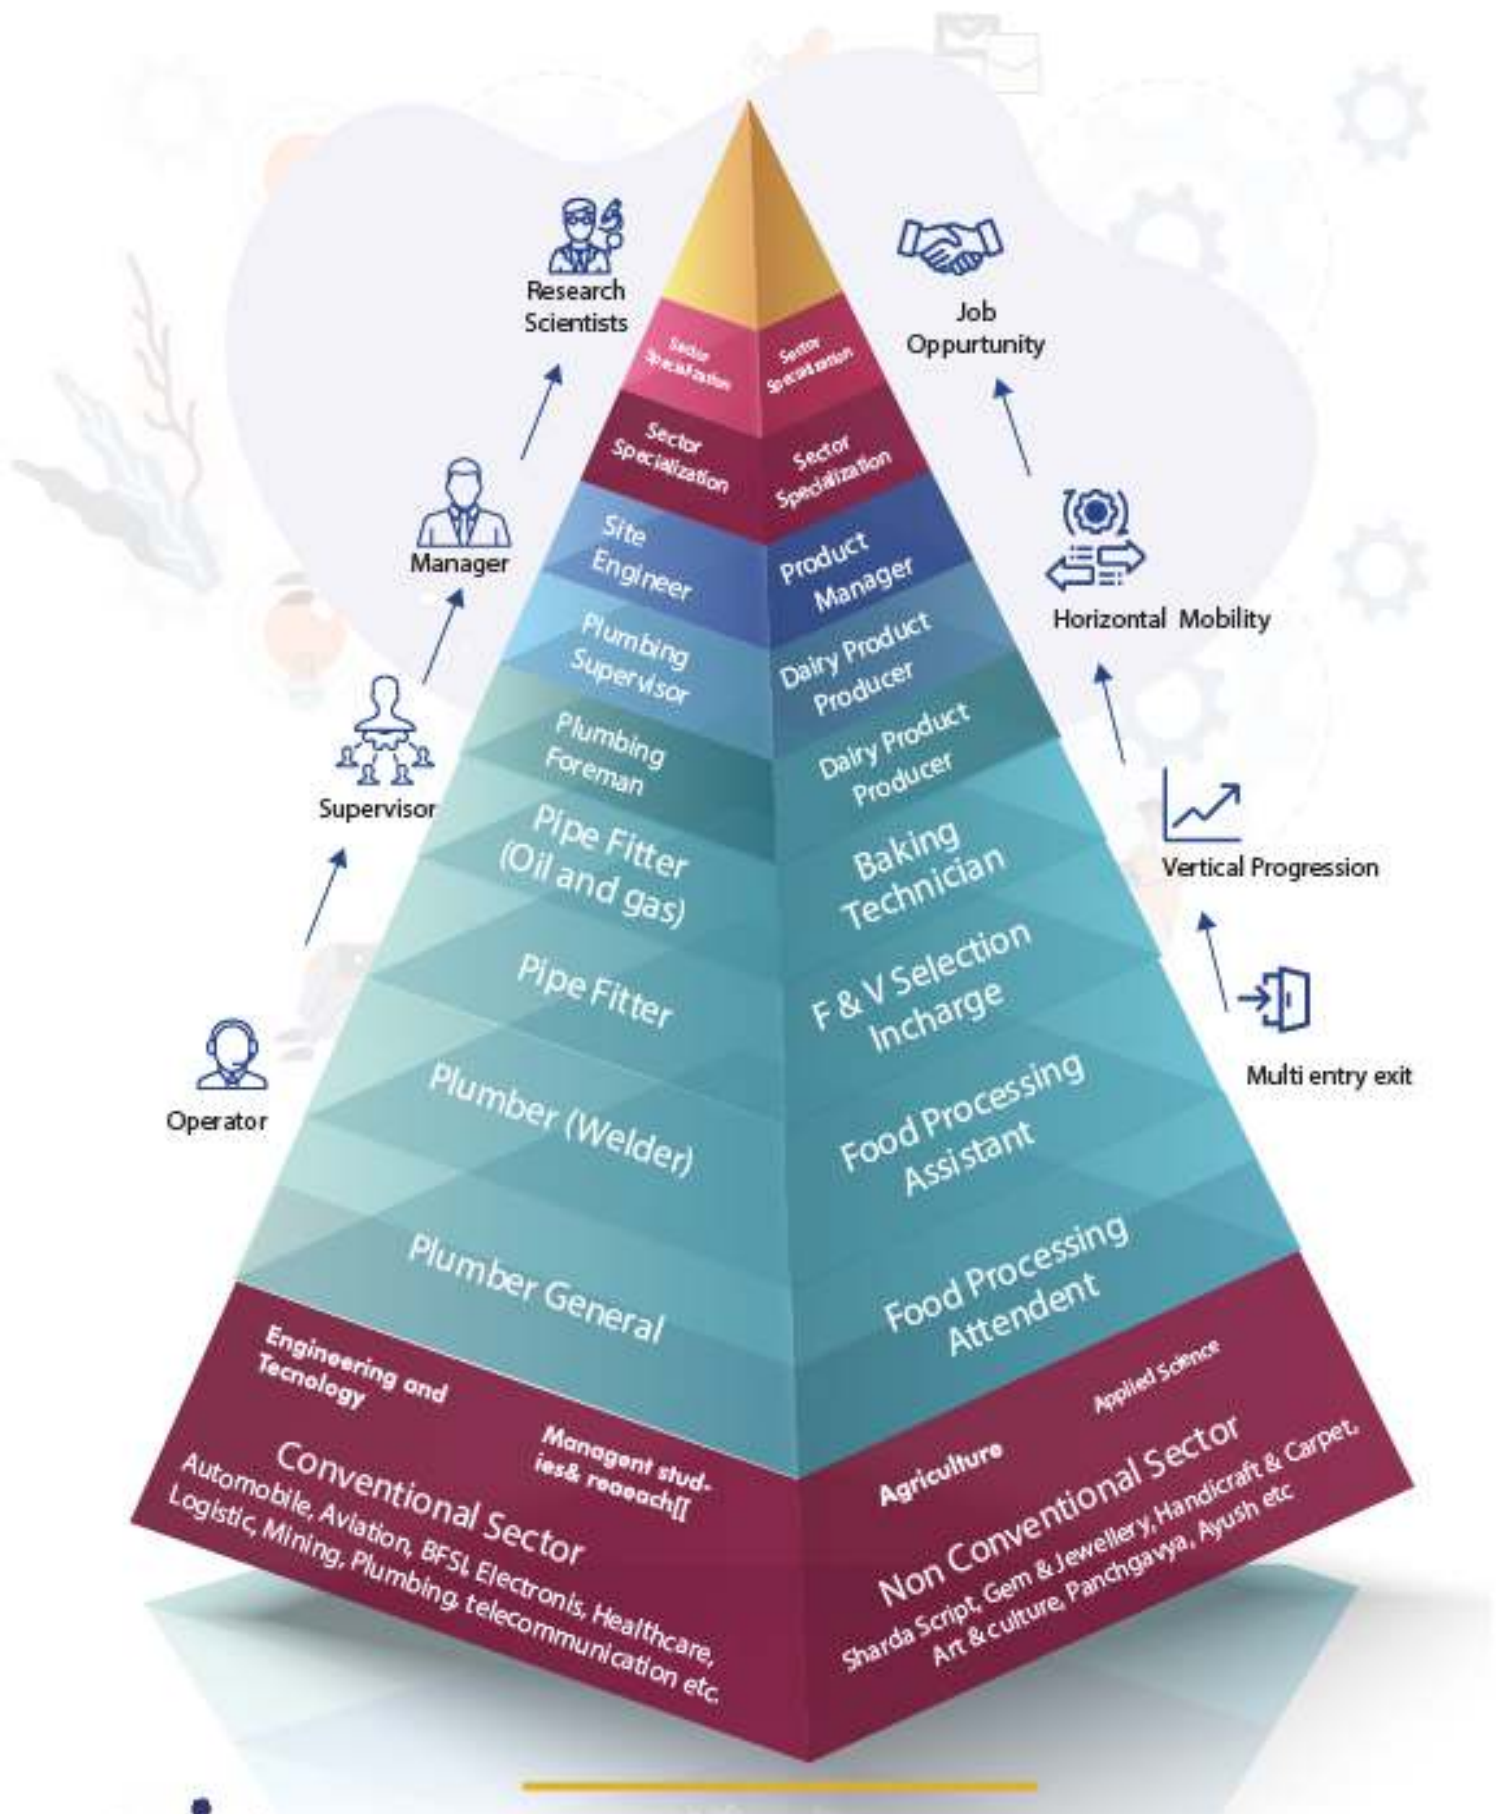 Research
Scientists
Job
Oppurtunity
Sector
Specialization
Sector
Specialization
Sector
Specialization
Sector
Specialization
Manager
Horizontal Mobility
Site
Engineer
Product
Manager
Plumbing
Supervisor
Dairy Product
Producer
Supervisor
Vertical Progression
Plumbing
Foreman
Dairy Product
Producer
Pipe Fitter
(Oil and gas)
Baking
Technician
Pipe Fitter
F & V Selection
Incharge
Operator
Multi entry exit
Plumber (Welder)
Food Processing
Assistant
Plumber General
Food Processing
Attendent
Engineering and
Tecnology
Managent stud-
ies& reaeach[[
Conventional Sector
Automobile, Aviation, BFSI, Electronis, Healthcare,
Logistic, Mining, Plumbing, telecommunication etc.
Applied Science
Agriculture
Non Conventional Sector
Sharda Script, Gem & Jewellery, Handicraft & Carpet,
Art & culture, Panchgavya, Ayush etc